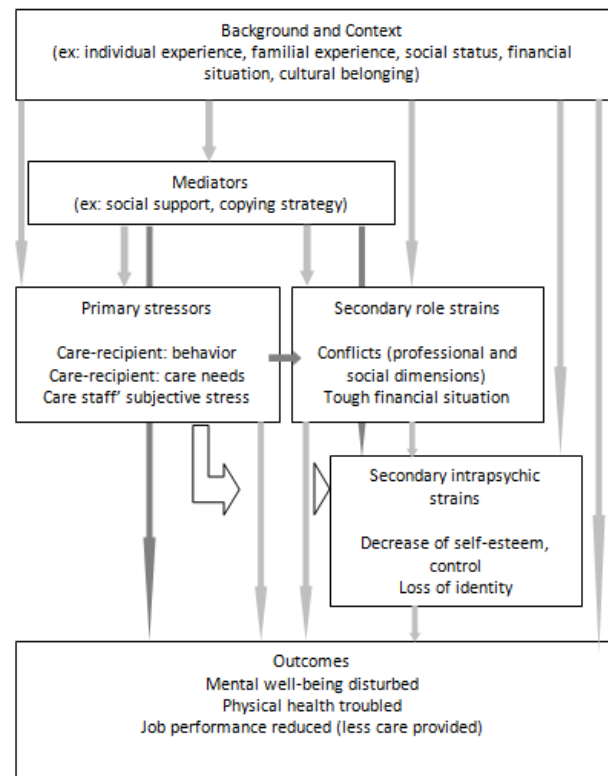 Background and Context
(ex: individual experience, familial experience, social status, financial
situation, cultural belonging)
Mediators
(ex: social support, copying strategy)
Primary stressors
Care-recipient: behavior
Care-recipient: care needs
Care staff' subjective stress
Secondary role strains
Conflicts (professional and
social dimensions)
Tough financial situation
Secondary intrapsychic
strains
Decrease of self-esteem,
control
Loss of identity
Outcomes
Mental well-being disturbed
Physical health troubled
Job performance reduced (less care provided)